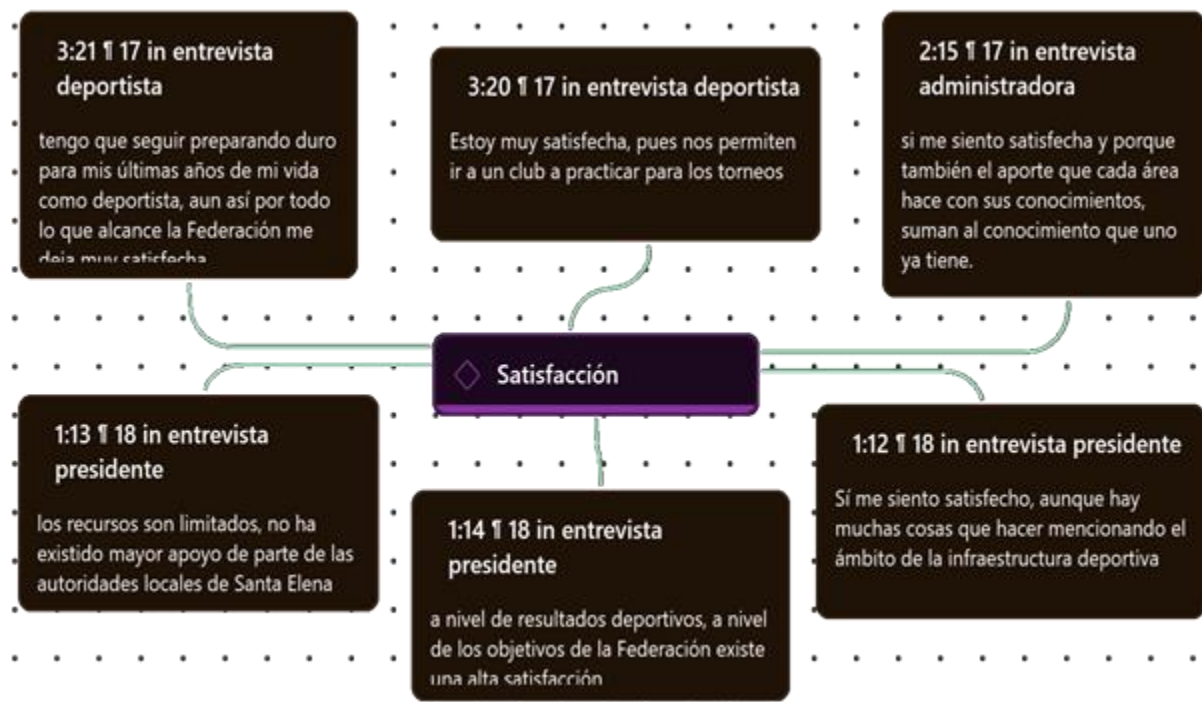 3:21 ¶ 17 in entrevista
deportista
tengo que seguir preparando duro
para mis últimas años de mi vida
como deportista, aun así por todo
lo que alcance la Federación me
deja muy satisfecha
3:20 ¶ 17 in entrevista deportista
Estoy muy satisfecha, pues nos permiten
ir a un club a practicar para los torneos
2:15 ¶ 17 in entrevista
administradora
si me siento satisfecha y porque
también el aporte que cada área
hace con sus conocimientos,
suman al conocimiento que uno
ya tiene.
Satisfacción
1:13 ¶ 18 in entrevista
presidente
los recursos son limitados, no ha
existido mayor apoyo de parte de las
autoridades locales de Santa Elena
1:14 ¶ 18 in entrevista
presidente
a nivel de resultados deportivos, a nivel
de los objetivos de la Federación existe
una alta satisfacción
1:12 ¶ 18 in entrevista presidente
Sí me siento satisfecho, aunque hay
muchas cosas que hacer mencionando el
ámbito de la infraestructura deportiva